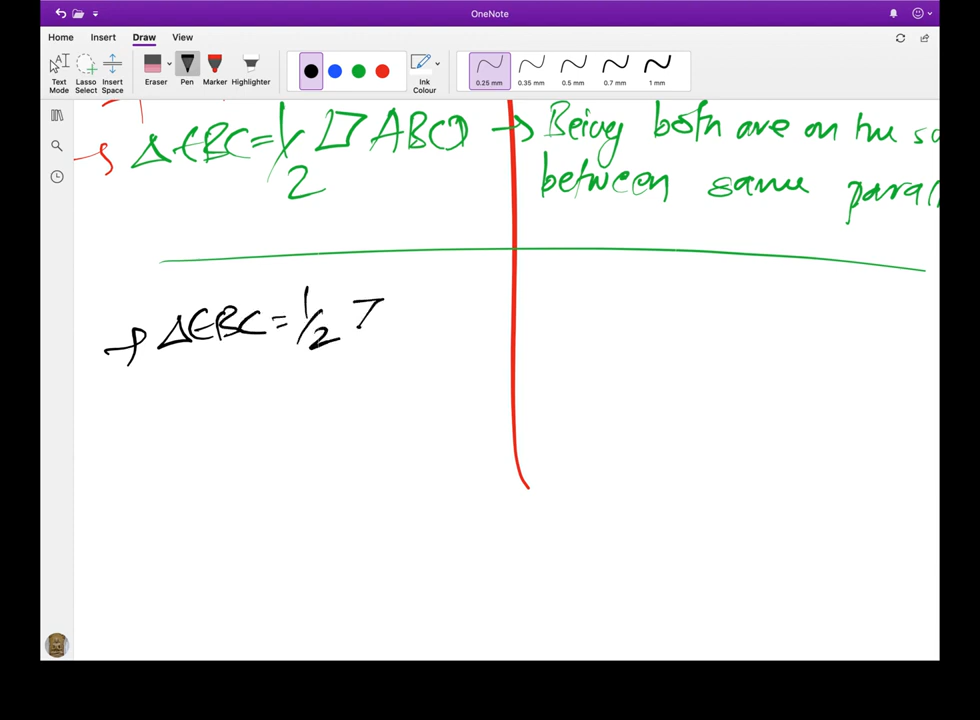 OneNote
Home Insert Draw View
Text Mode Lasso Select Insert Space Eraser Pen Marker Highlighter Ink Colour 0.25 mm 0.35 mm 0.5 mm 0.7 mm 1 mm
→ ΔEBC = 1/2 ▱ ABCD → Being both are on the sa
between same paral
→ ΔEBC = 1/2